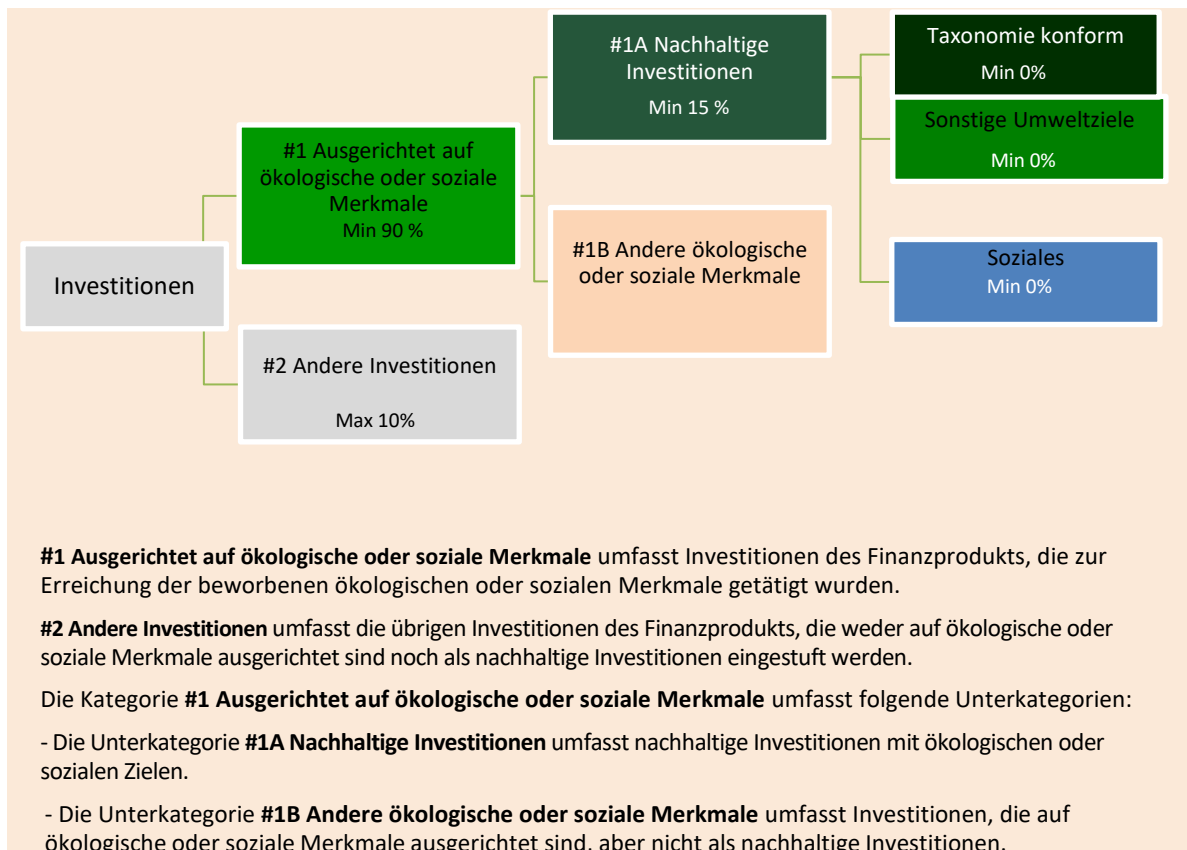 #1A Nachhaltige
Investitionen
Min 15 %
Taxonomie konform
Min 0%
Sonstige Umweltziele
Min 0%
#1 Ausgerichtet auf
ökologische oder soziale
Merkmale
Min 90 %
#1B Andere ökologische
oder soziale Merkmale
Soziales
Min 0%
Investitionen
#2 Andere Investitionen
Max 10%
#1 Ausgerichtet auf ökologische oder soziale Merkmale umfasst Investitionen des Finanzprodukts, die zur
Erreichung der beworbenen ökologischen oder sozialen Merkmale getätigt wurden.
#2 Andere Investitionen umfasst die übrigen Investitionen des Finanzprodukts, die weder auf ökologische oder
soziale Merkmale ausgerichtet sind noch als nachhaltige Investitionen eingestuft werden.
Die Kategorie #1 Ausgerichtet auf ökologische oder soziale Merkmale umfasst folgende Unterkategorien:
- Die Unterkategorie #1A Nachhaltige Investitionen umfasst nachhaltige Investitionen mit ökologischen oder
sozialen Zielen.
- Die Unterkategorie #1B Andere ökologische oder soziale Merkmale umfasst Investitionen, die auf
ökologische oder soziale Merkmale ausgerichtet sind, aber nicht als nachhaltige Investitionen.